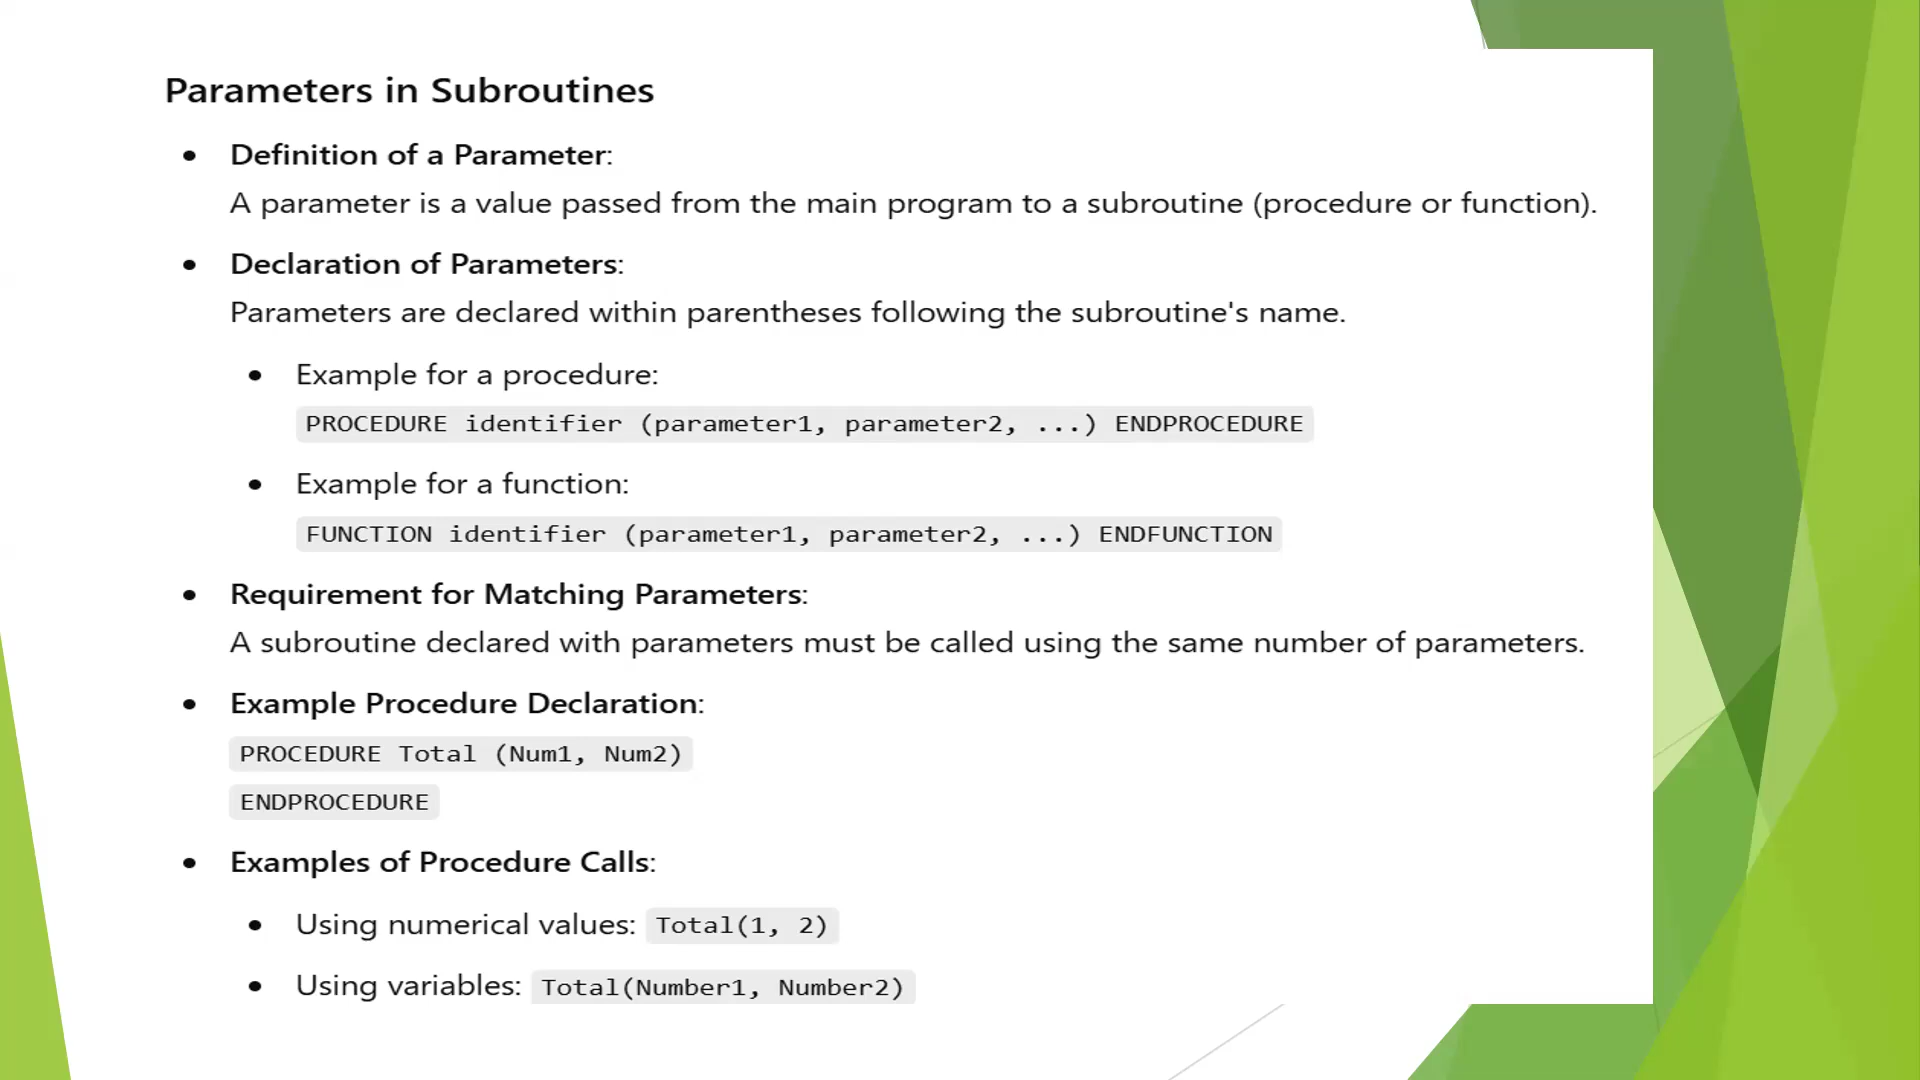 Parameters in Subroutines
• Definition of a Parameter:
A parameter is a value passed from the main program to a subroutine (procedure or function).
• Declaration of Parameters:
Parameters are declared within parentheses following the subroutine's name.
• Example for a procedure:
PROCEDURE identifier (parameter1, parameter2, ...) ENDPROCEDURE
• Example for a function:
FUNCTION identifier (parameter1, parameter2, ...) ENDFUNCTION
• Requirement for Matching Parameters:
A subroutine declared with parameters must be called using the same number of parameters.
• Example Procedure Declaration:
PROCEDURE Total (Num1, Num2)
ENDPROCEDURE
• Examples of Procedure Calls:
• Using numerical values: Total(1, 2)
• Using variables: Total(Number1, Number2)